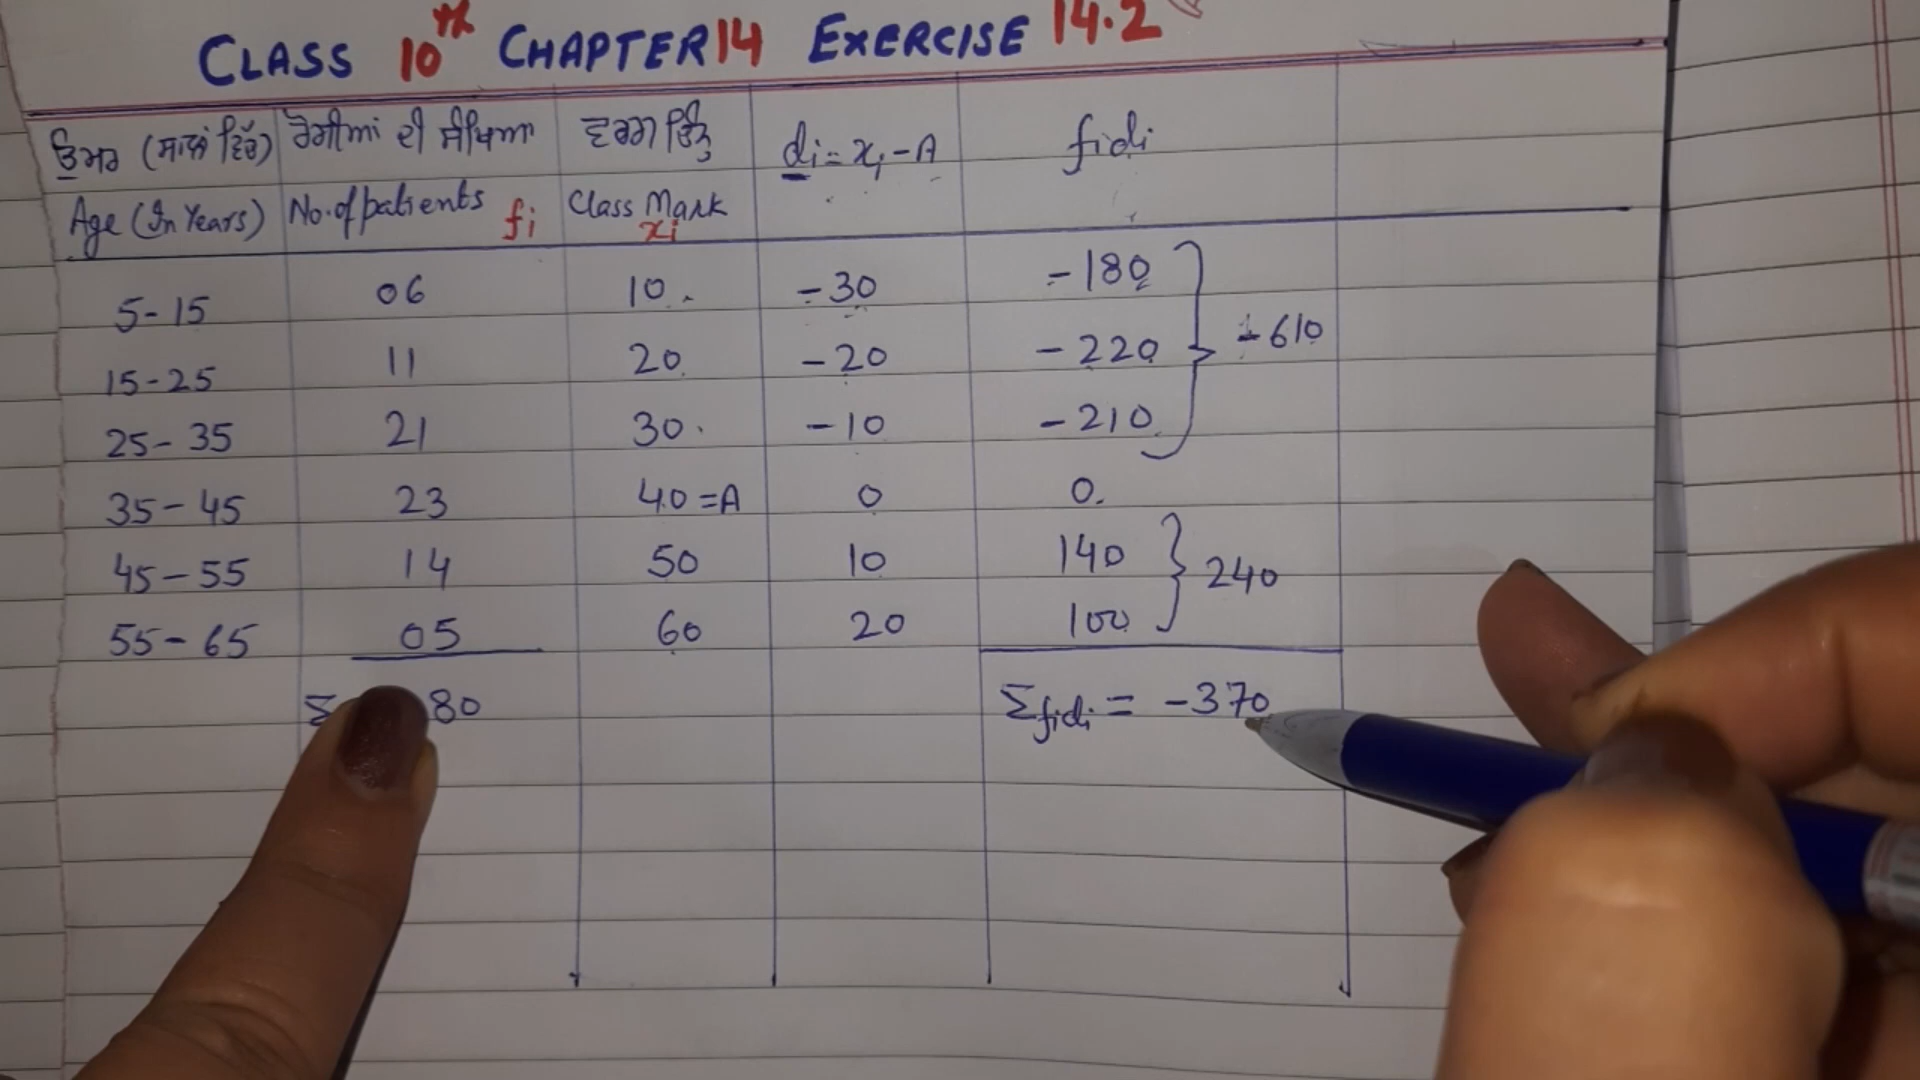 CLASS 10th CHAPTER 14 EXERCISE 14.2
ਉਮਰ (ਸਾਲਾਂ ਵਿੱਚ) ਰੋਗੀਆਂ ਦੀ ਸੰਖਿਆ ਵਰਗ ਚਿੰਨ੍ਹ di = xi - A fidi
Age (In Years) No. of patients fi Class Mark xi
5-15 06 10 -30 -180
15-25 11 20 -20 -220 -610
25-35 21 30 -10 -210
35-45 23 40=A 0 0
45-55 14 50 10 140 240
55-65 05 60 20 100
Σ 80 Σfidi = -370